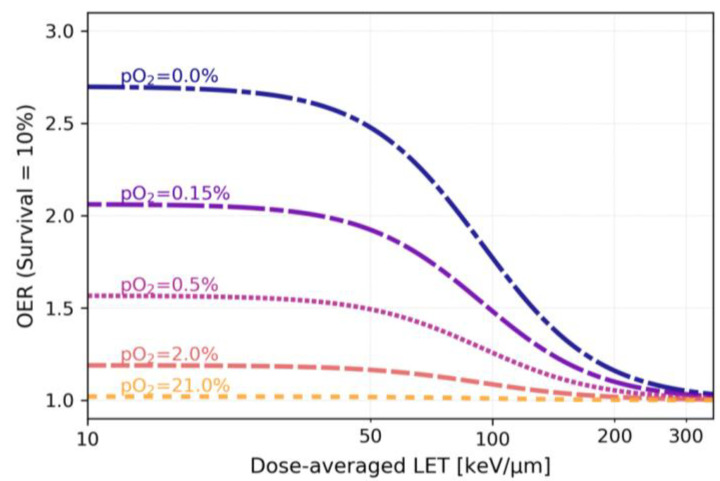 3.0
2.5
2.0
1.5
1.0
OER (Survival = 10%)
pO₂=0.0%
pO₂=0.15%
pO₂=0.5%
pO₂=2.0%
pO₂=21.0%
10 50 100 200 300
Dose-averaged LET [keV/μm]